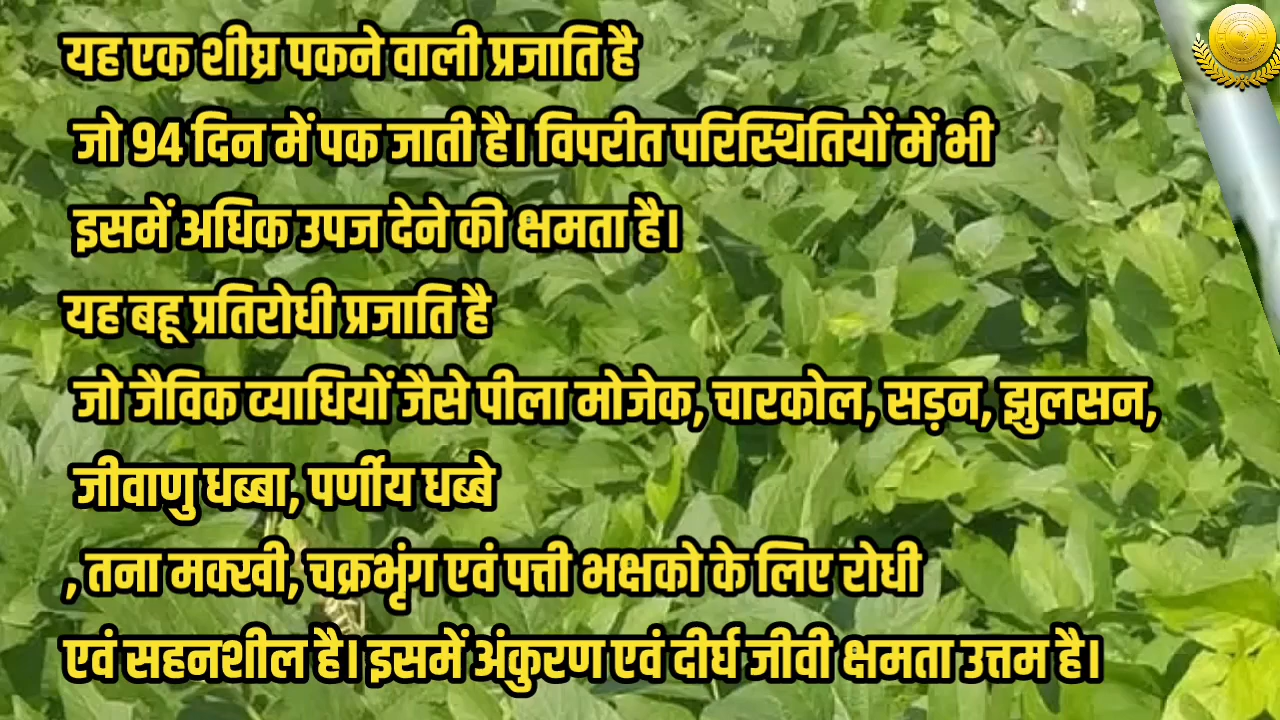 यह एक शीघ्र पकने वाली प्रजाति है
जो 94 दिन में पक जाती है। विपरीत परिस्थितियों में भी
इसमें अधिक उपज देने की क्षमता है।
यह बहू प्रतिरोधी प्रजाति है
जो जैविक व्याधियों जैसे पीला मोजेक, चारकोल, सड़न, झुलसन,
जीवाणु धब्बा, पर्णीय धब्बे
, तना मक्खी, चक्रभृंग एवं पत्ती भक्षको के लिए रोधी
एवं सहनशील है। इसमें अंकुरण एवं दीर्घ जीवी क्षमता उत्तम है।